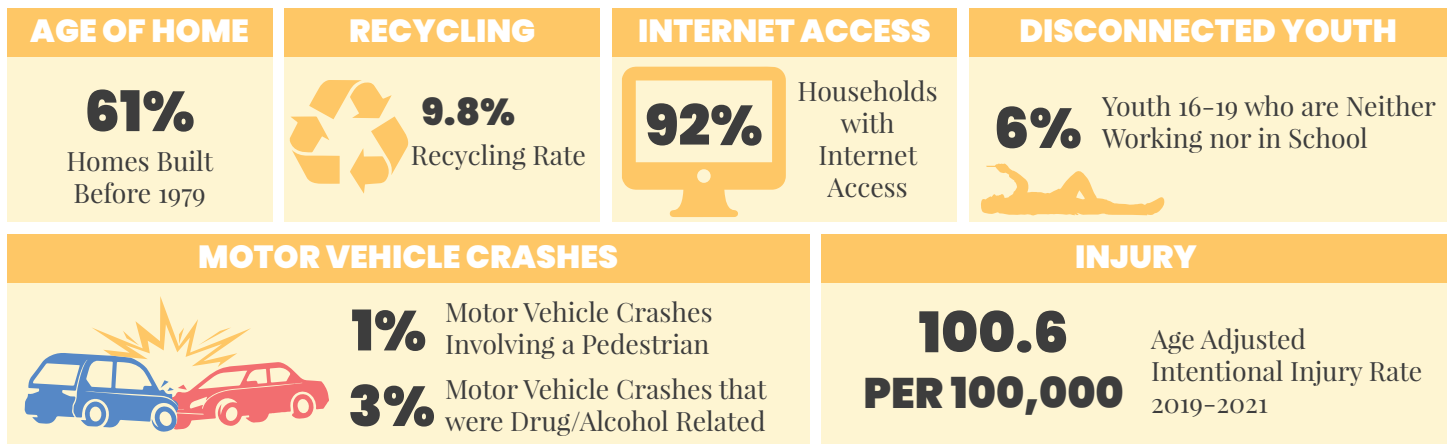 AGE OF HOME
61%
Homes Built
Before 1979
RECYCLING
9.8%
Recycling Rate
INTERNET ACCESS
92%
Households
with
Internet
Access
DISCONNECTED YOUTH
6%
Youth 16-19 who are Neither
Working nor in School
MOTOR VEHICLE CRASHES
1%
Motor Vehicle Crashes
Involving a Pedestrian
3%
Motor Vehicle Crashes that
were Drug/Alcohol Related
INJURY
100.6
PER 100,000
Age Adjusted
Intentional Injury Rate
2019-2021